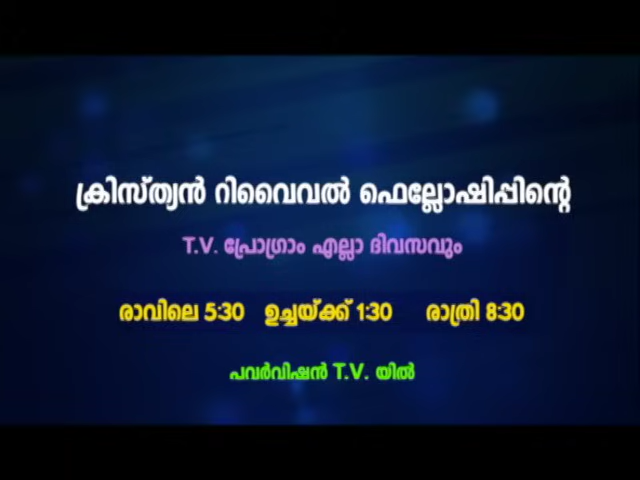 ക്രിസ്ത്യൻ റിവൈവൽ ഫെല്ലോഷിപ്പിന്റെ
T.V. പ്രോഗ്രാം എല്ലാ ദിവസവും
രാവിലെ 5:30 ഉച്ചയ്ക്ക് 1:30 രാത്രി 8:30
പവർവിഷൻ T.V. യിൽ